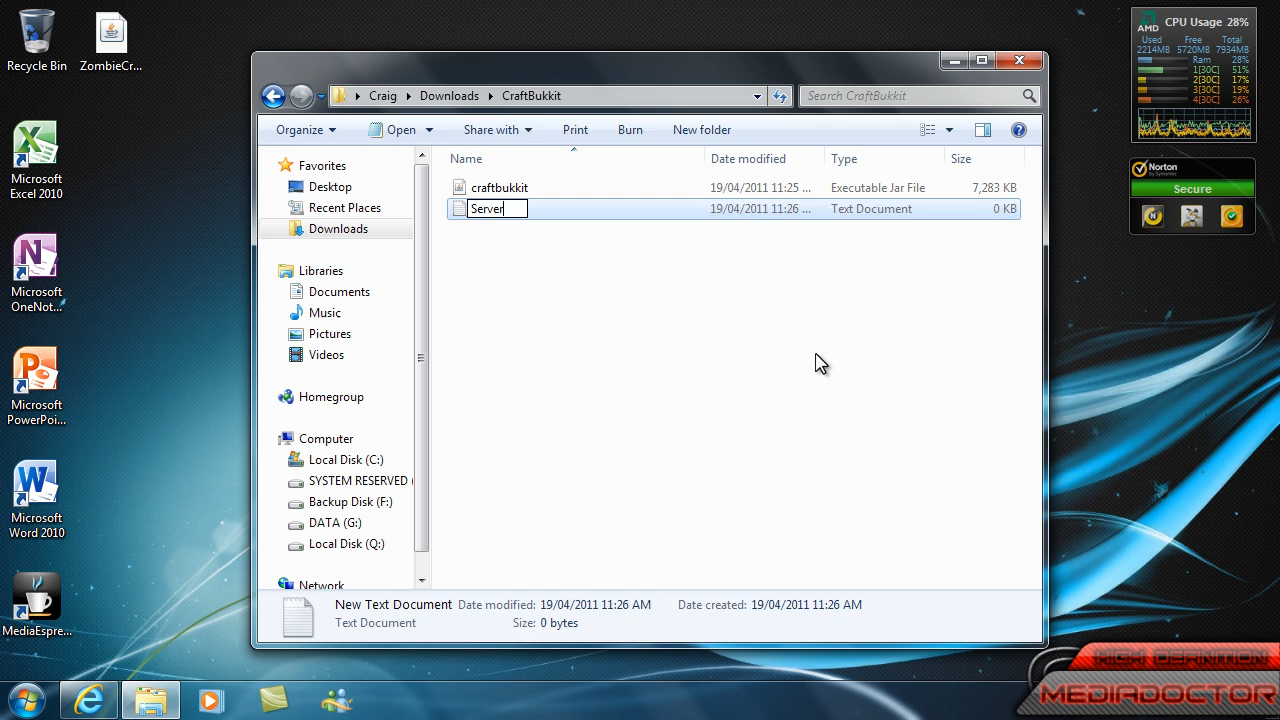 Recycle Bin
ZombieCr...
Microsoft
Excel 2010
Microsoft
OneNot...
Microsoft
PowerPoi...
Microsoft
Word 2010
MediaEspre...
Craig
Downloads
CraftBukkit
Search CraftBukkit
Organize
Open
Share with
Print
Burn
New folder
Favorites
Desktop
Recent Places
Downloads
Libraries
Documents
Music
Pictures
Videos
Homegroup
Computer
Local Disk (C:)
SYSTEM RESERVED (
Backup Disk (F:)
DATA (G:)
Local Disk (Q:)
Network
Name Date modified Type Size
craftbukkit 19/04/2011 11:25 ... Executable Jar File 7,283 KB
Server 19/04/2011 11:26 ... Text Document 0 KB
New Text Document Date modified: 19/04/2011 11:26 AM Date created: 19/04/2011 11:26 AM
Text Document Size: 0 bytes
AMD
CPU Usage 28%
Used Free Total
2214MB 5720MB 7934MB
Ram 28%
1[30C] 51%
2[30C] 17%
3[30C] 19%
4[30C] 26%
Norton
by Symantec
Secure
HIGH DEFINITION
MEDIADOCTOR